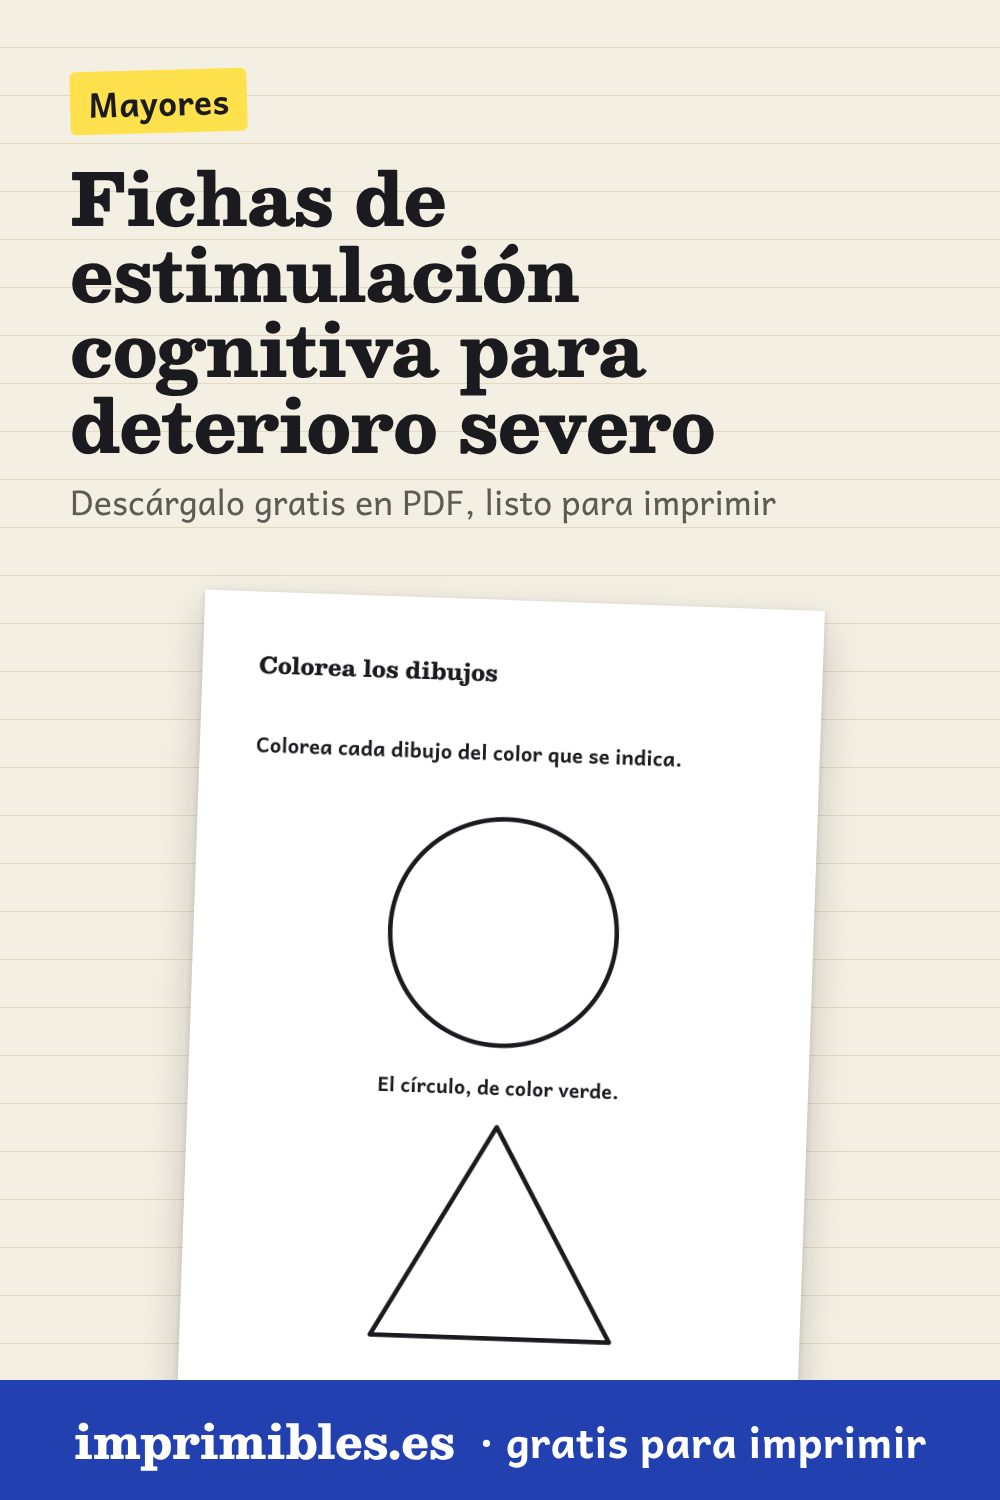 Mayores
Fichas de
estimulación
cognitiva para
deterioro severo
Descárgalo gratis en PDF, listo para imprimir
Colorea los dibujos
Colorea cada dibujo del color que se indica.
El círculo, de color verde.
imprimibles.es · gratis para imprimir